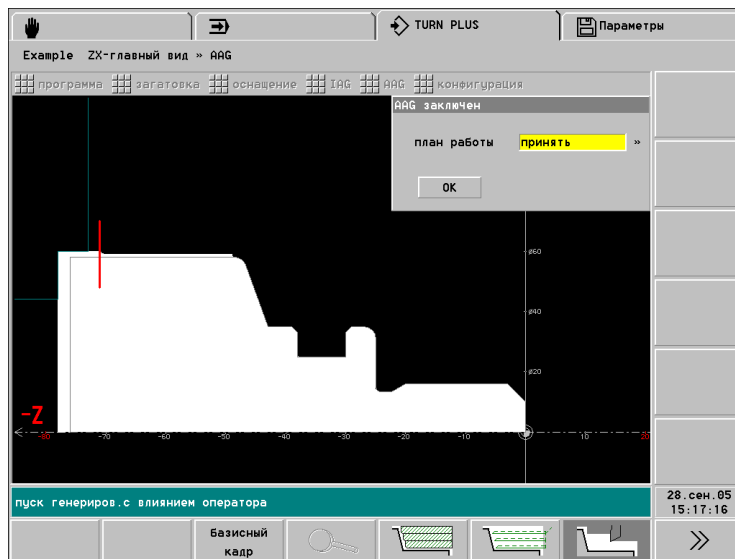 TURN PLUS
Параметры
Example ZX-главный вид » AAG
программа загатовка оснащение IAG AAG конфигурация
AAG заключен
план работы принять »
OK
ø60
ø40
ø20
-Z
-80 -70 -60 -50 -40 -30 -20 -10 0 10 20
пуск генериров.с влиянием оператора
28.сен.05
15:17:16
Базисный
кадр